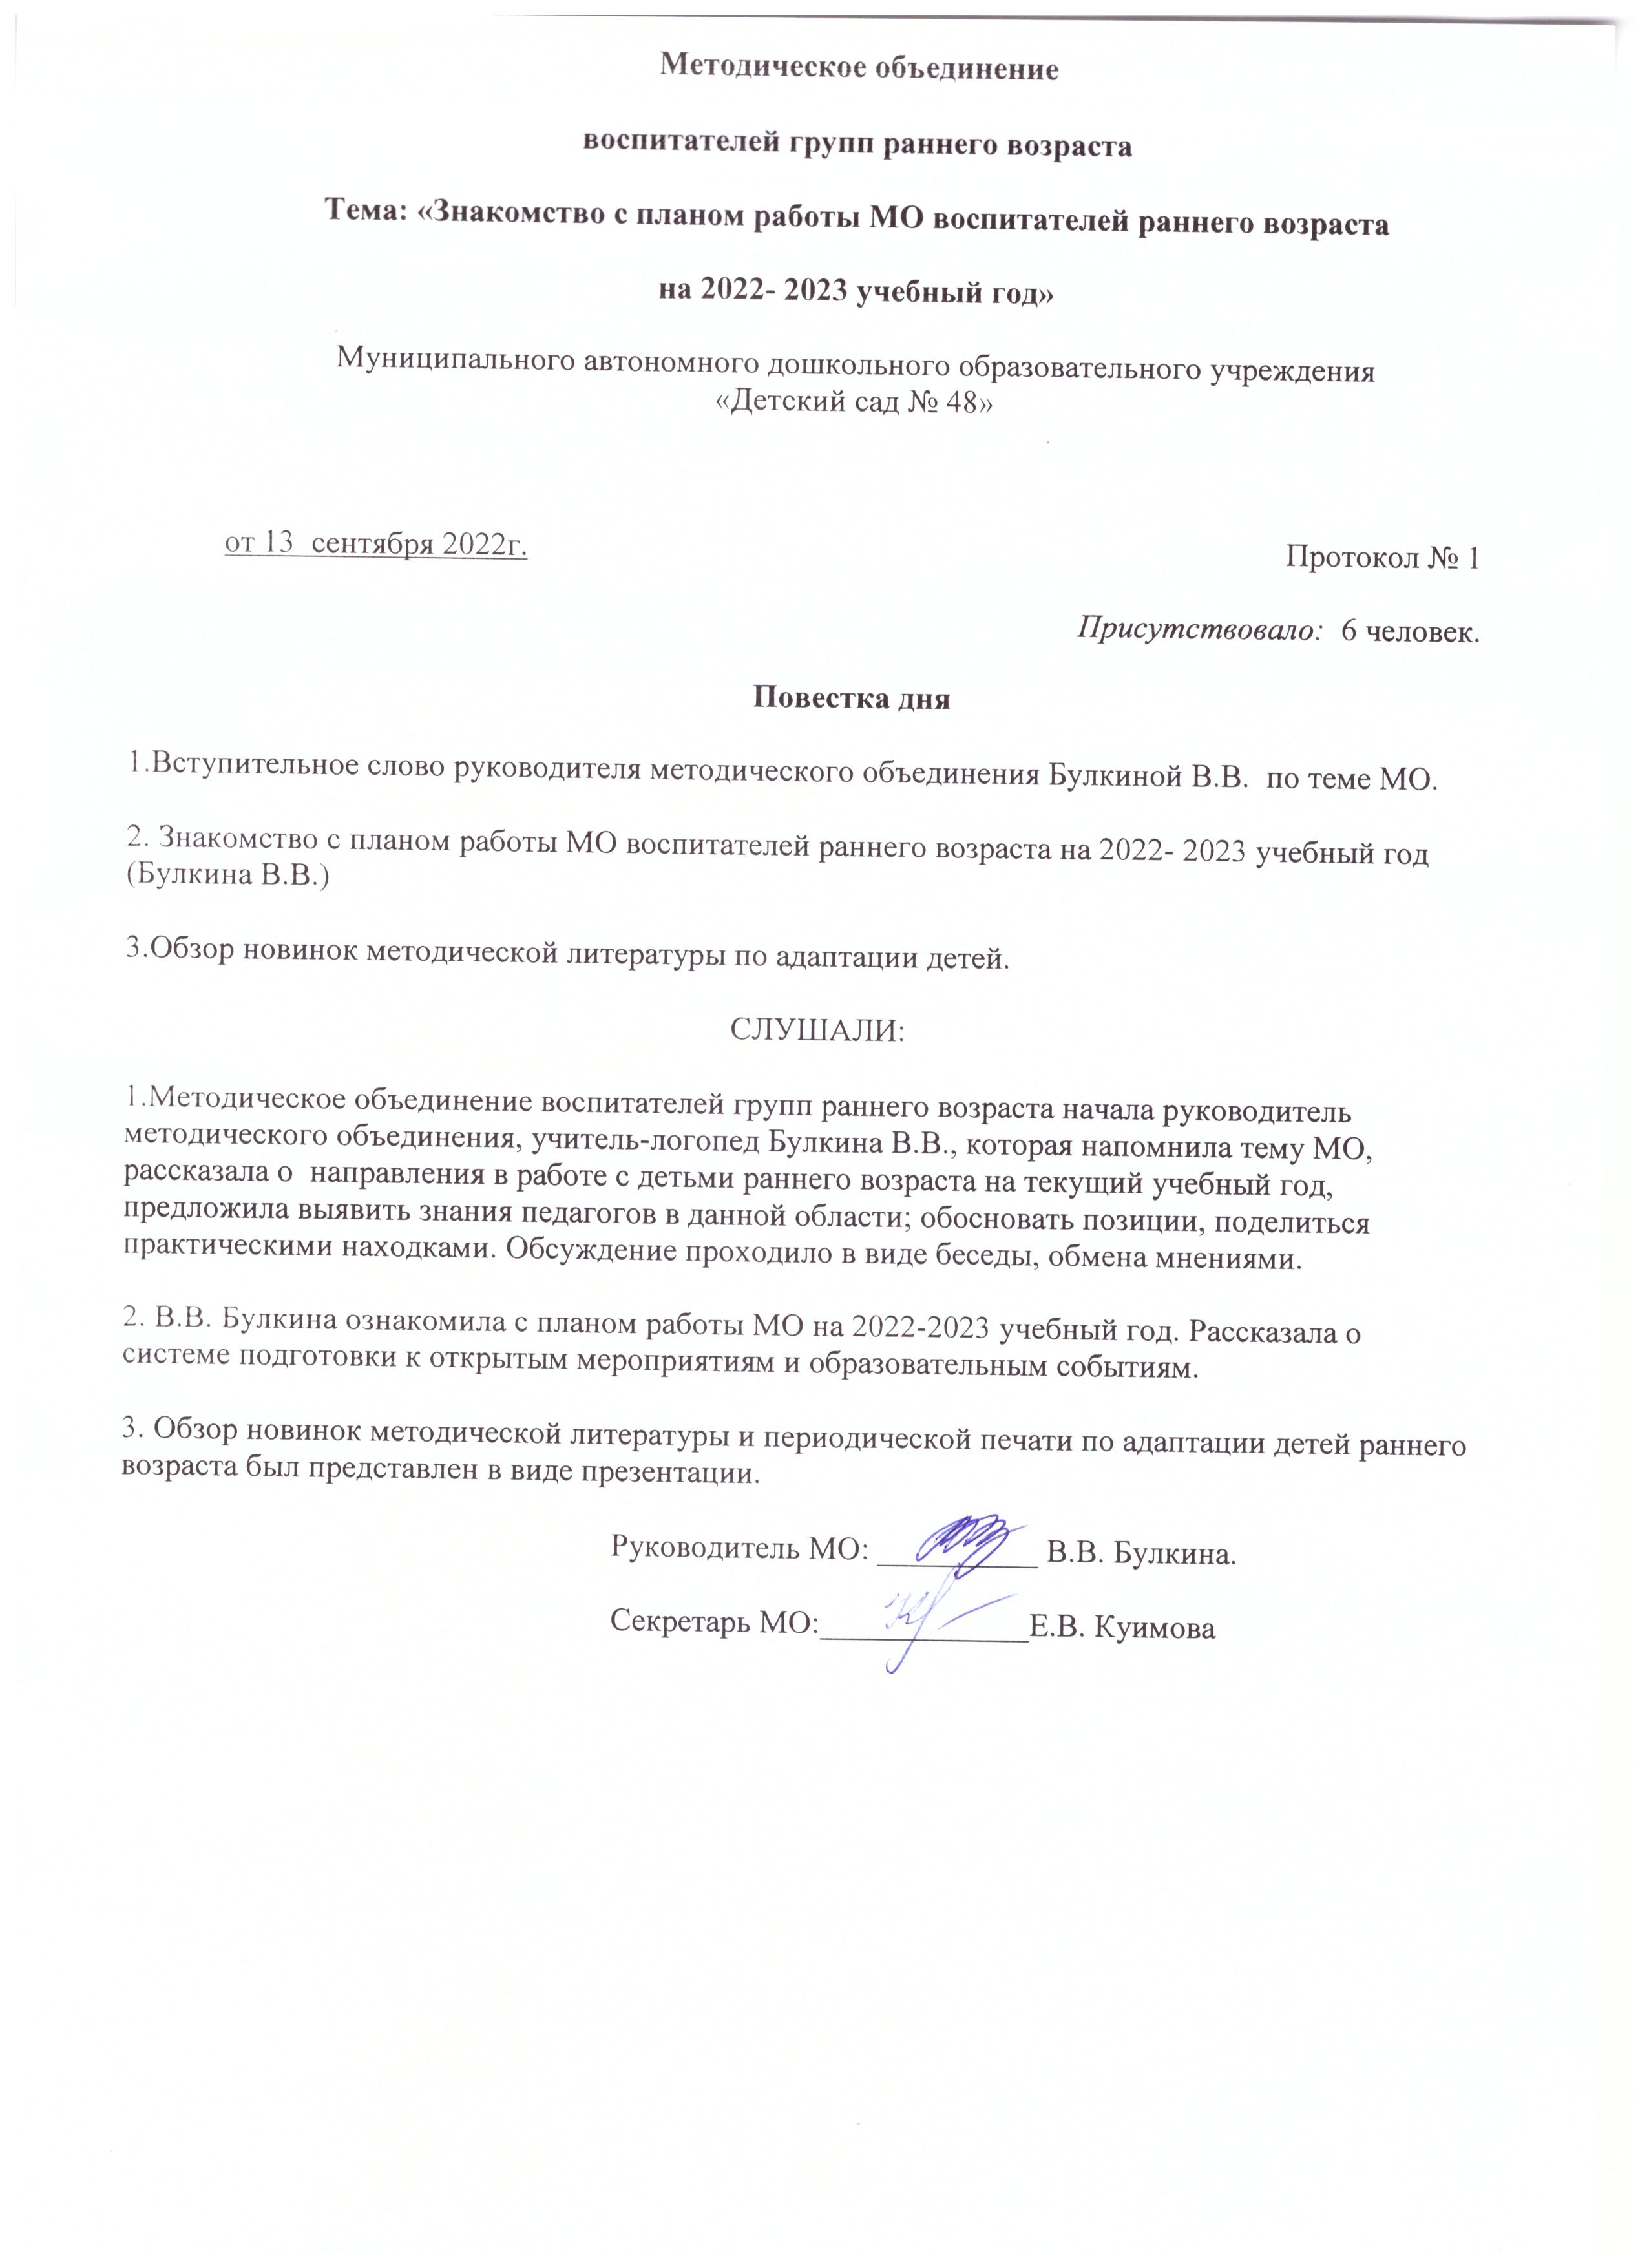 Методическое объединение
воспитателей групп раннего возраста
Тема: «Знакомство с планом работы МО воспитателей раннего возраста
на 2022- 2023 учебный год»
Муниципального автономного дошкольного образовательного учреждения
«Детский сад № 48»
от 13  сентября 2022г.
Протокол № 1
Присутствовало:  6 человек.
Повестка дня
1.Вступительное слово руководителя методического объединения Булкиной В.В.  по теме МО.
2. Знакомство с планом работы МО воспитателей раннего возраста на 2022- 2023 учебный год
(Булкина В.В.)
3.Обзор новинок методической литературы по адаптации детей.
СЛУШАЛИ:
1.Методическое объединение воспитателей групп раннего возраста начала руководитель
методического объединения, учитель-логопед Булкина В.В., которая напомнила тему МО,
рассказала о  направления в работе с детьми раннего возраста на текущий учебный год,
предложила выявить знания педагогов в данной области; обосновать позиции, поделиться
практическими находками. Обсуждение проходило в виде беседы, обмена мнениями.
2. В.В. Булкина ознакомила с планом работы МО на 2022-2023 учебный год. Рассказала о
системе подготовки к открытым мероприятиям и образовательным событиям.
3. Обзор новинок методической литературы и периодической печати по адаптации детей раннего
возраста был представлен в виде презентации.
Руководитель МО: __________ В.В. Булкина.
Секретарь МО:_____________Е.В. Куимова